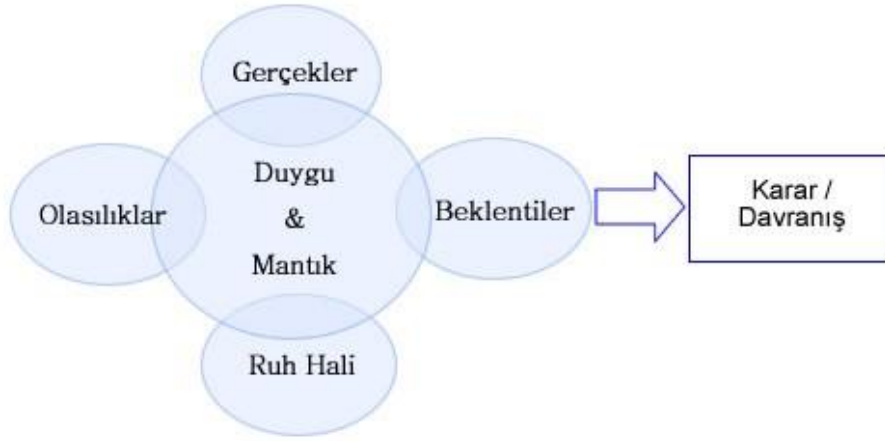 Gerçekler
Duygu
&
Mantık
Olasılıklar
Beklentiler
Karar /
Davranış
Ruh Hali